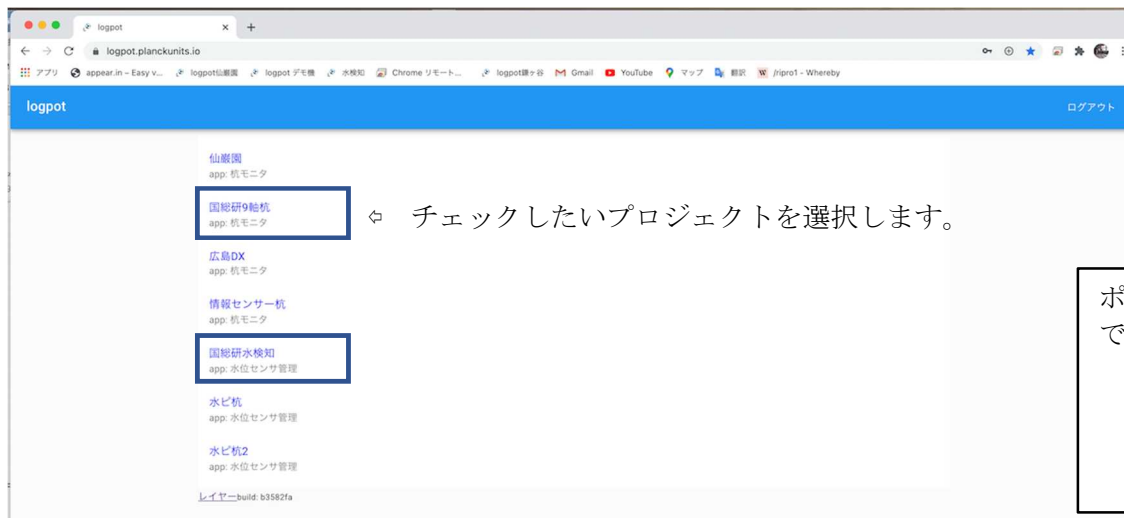 logpot
logpot.planckunits.io
アプリ appear.in – Easy v... logpot仙巌園 logpot デモ機 水検知 Chrome リモート... logpot鎌ヶ谷 Gmail YouTube マップ 翻訳 /ripro1 - Whereby
logpot ログアウト
仙巌園
app: 杭モニタ
国総研9軸杭
app: 杭モニタ
⇦ チェックしたいプロジェクトを選択します。
広島DX
app: 杭モニタ
情報センサー杭
app: 杭モニタ
国総研水検知
app: 水位センサ管理
水ピ杭
app: 水位センサ管理
水ピ杭2
app: 水位センサ管理
レイヤーbuild: b3582fa
ポ
で